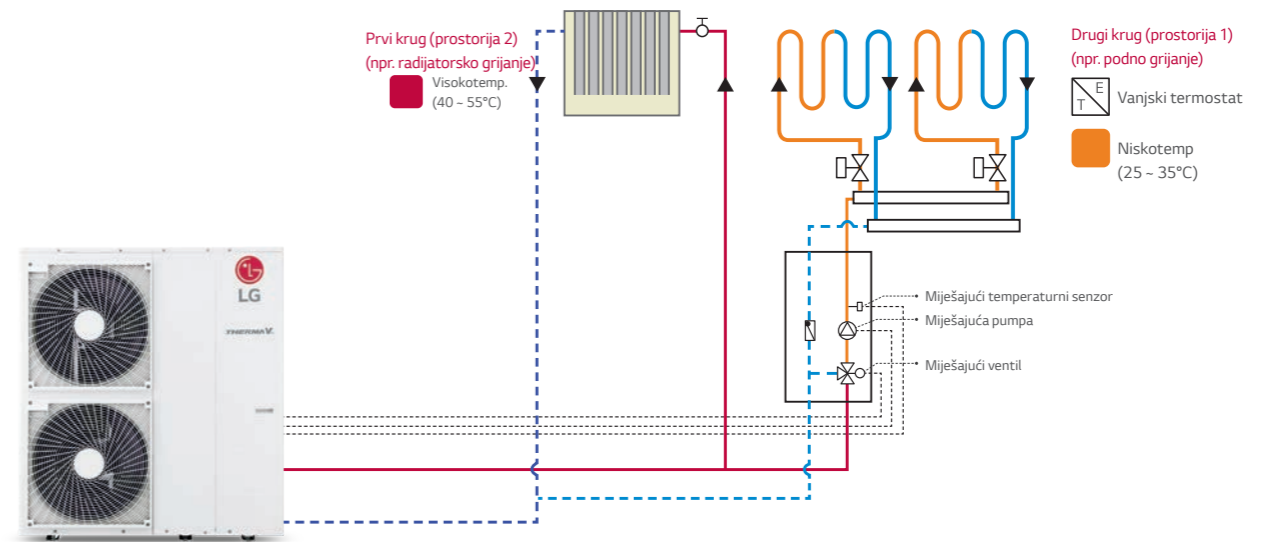 Prvi krug (prostorija 2)
(npr. radijatorsko grijanje)
Visokotemp.
(40 ~ 55°C)
Drugi krug (prostorija 1)
(npr. podno grijanje)
T E
Vanjski termostat
Niskotemp
(25 ~ 35°C)
LG
LG
THERMA V.
Miješajući temperaturni senzor
Miješajuća pumpa
Miješajući ventil